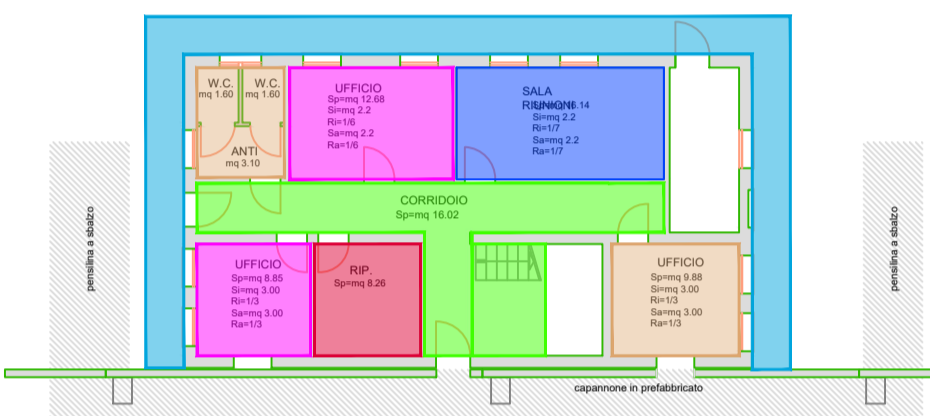 W.C.
mq 1.60
W.C.
mq 1.60
ANTI
mq 3.10
UFFICIO
Sp=mq 12.68
Si=mq 2.2
Ri=1/6
Sa=mq 2.2
Ra=1/6
SALA
RIUNIONI
Si=mq 2.2
Ri=1/7
Sa=mq 2.2
Ra=1/7
CORRIDOIO
Sp=mq 16.02
pensilina a sbalzo
UFFICIO
Sp=mq 8.85
Si=mq 3.00
Ri=1/3
Sa=mq 3.00
Ra=1/3
RIP.
Sp=mq 8.26
UFFICIO
Sp=mq 9.88
Si=mq 3.00
Ri=1/3
Sa=mq 3.00
Ra=1/3
pensilina a sbalzo
capannone in prefabbricato